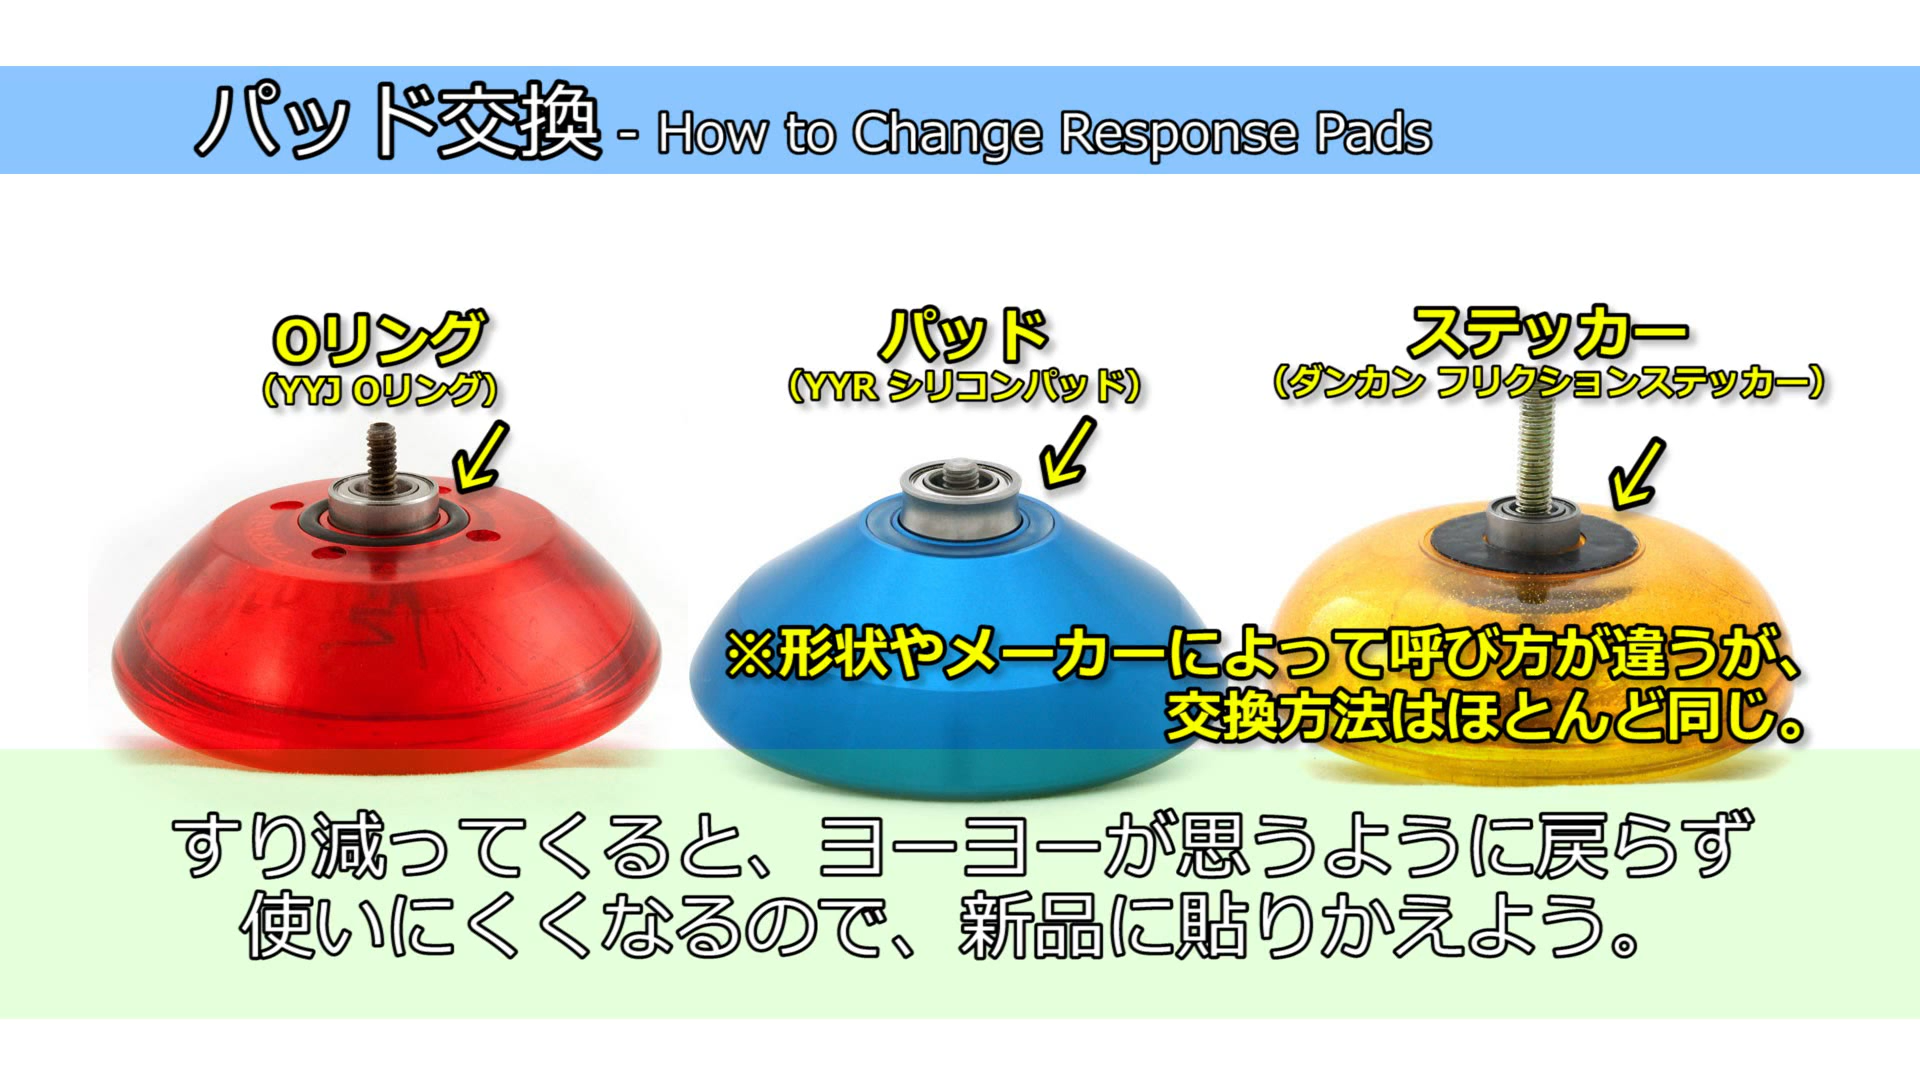 パッド交換 - How to Change Response Pads
Oリング
（YYJ Oリング）
パッド
（YYR シリコンパッド）
ステッカー
（ダンカン フリクションステッカー）
※形状やメーカーによって呼び方が違うが、
交換方法はほとんど同じ。
すり減ってくると、ヨーヨーが思うように戻らず
使いにくくなるので、新品に貼りかえよう。